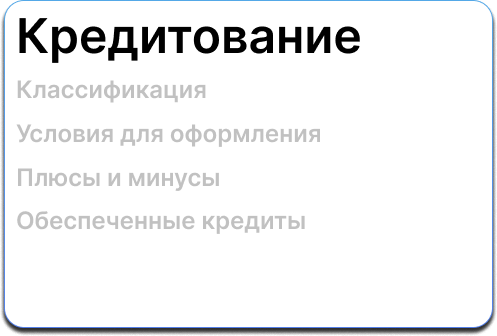 Кредитование
Классификация
Условия для оформления
Плюсы и минусы
Обеспеченные кредиты